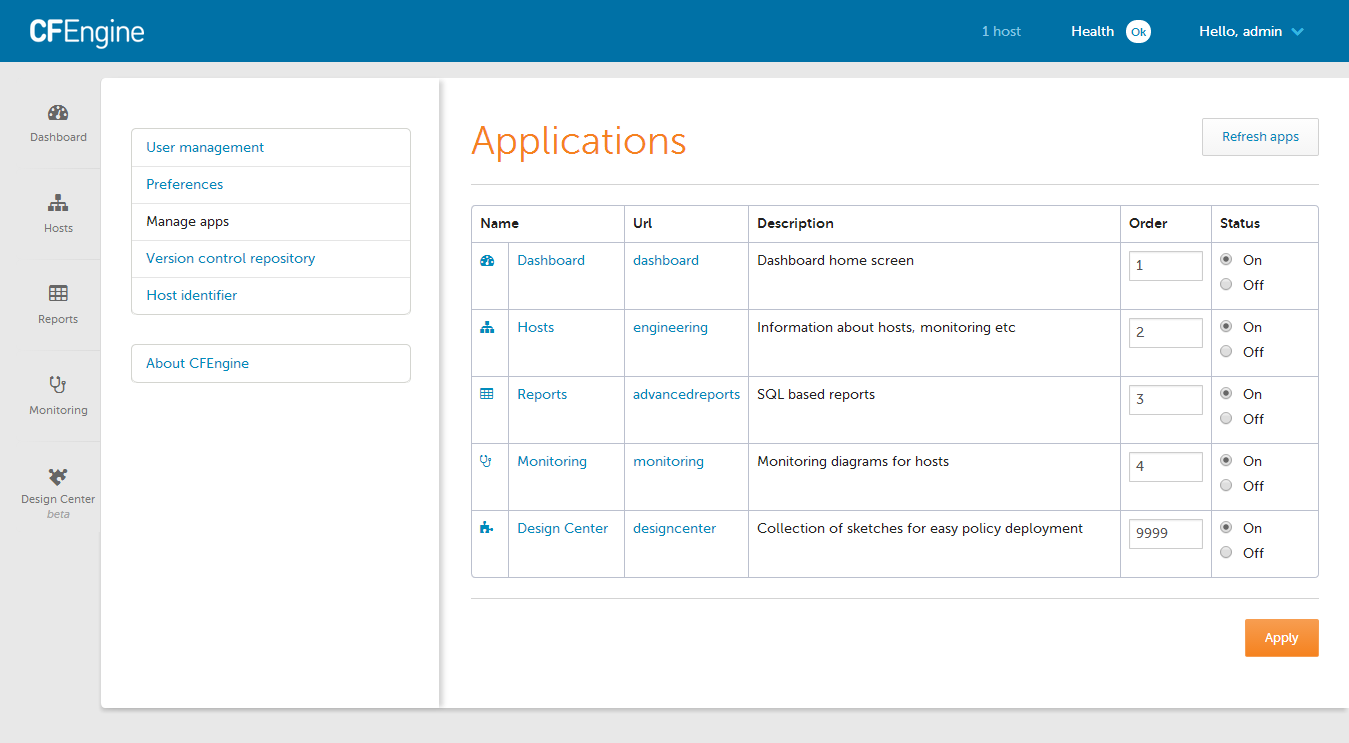 CFEngine
1 host
Health Ok
Hello, admin
Dashboard
Hosts
Reports
Monitoring
Design Center
beta
User management
Preferences
Manage apps
Version control repository
Host identifier
About CFEngine
Applications
Refresh apps
Name Url Description Order Status
Dashboard dashboard Dashboard home screen 1 On
Off
Hosts engineering Information about hosts, monitoring etc 2 On
Off
Reports advancedreports SQL based reports 3 On
Off
Monitoring monitoring Monitoring diagrams for hosts 4 On
Off
Design Center designcenter Collection of sketches for easy policy deployment 9999 On
Off
Apply